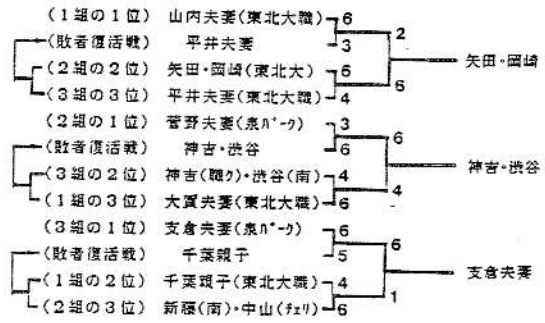 (1組の1位) 山内夫妻(東北大職) 6
(敗者復活戦) 平井夫妻 3
2
矢田・岡崎
(2組の2位) 矢田・岡崎(東北大) 6
(3組の3位) 平井夫妻(東北大職) 4
6
(2組の1位) 菅野夫妻(泉パーク) 3
(敗者復活戦) 神吉・渋谷 6
6
神吉・渋谷
(3組の2位) 神吉(職ク)・渋谷(南) 4
(1組の3位) 大賀夫妻(東北大職) 6
4
(3組の1位) 支倉夫妻(泉パーク) 6
(敗者復活戦) 千葉親子 5
6
支倉夫妻
(1組の2位) 千葉親子(東北大職) 4
(2組の3位) 新藤(南)・中山(チェリ) 6
1